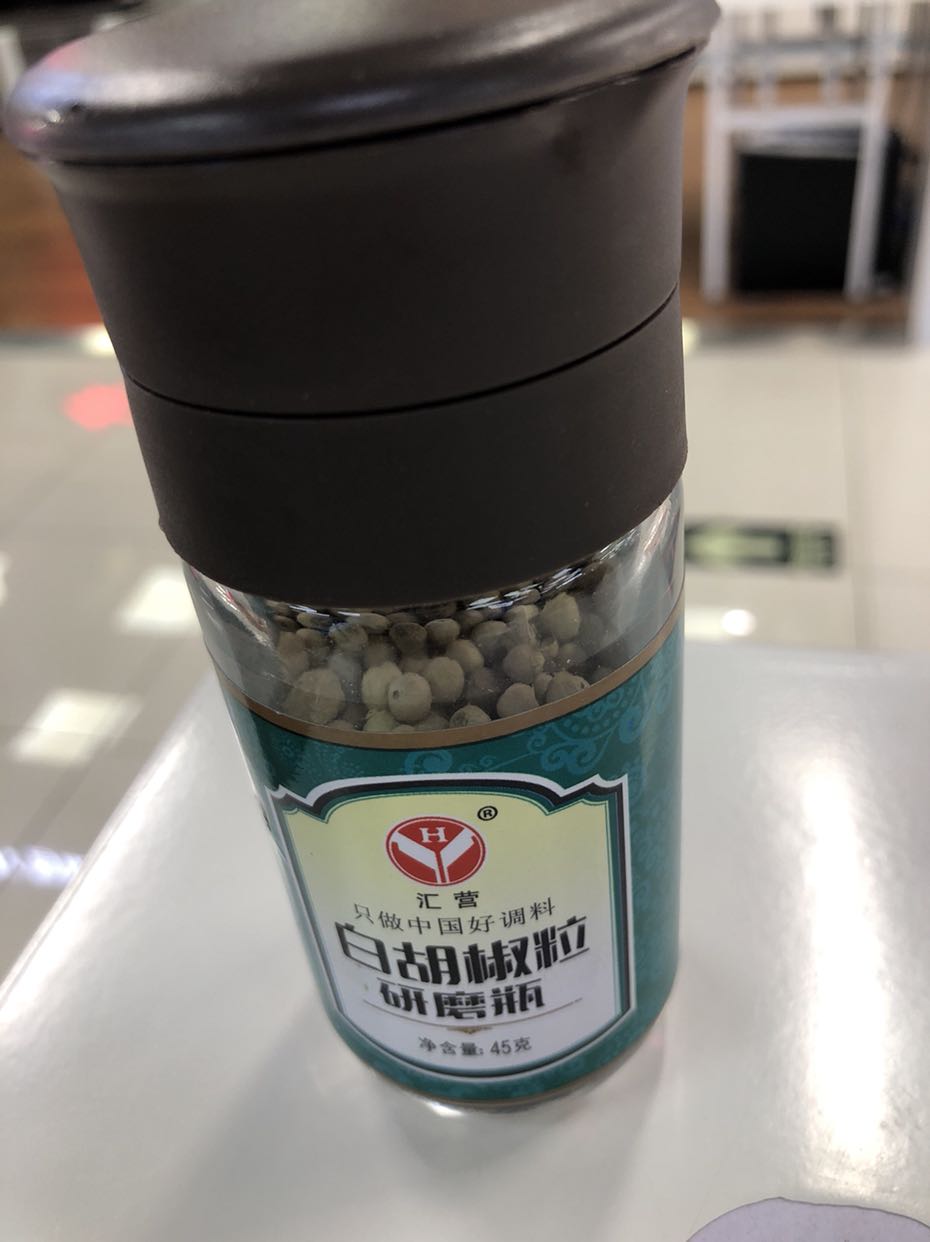 H
®
汇营
只做中国好调料
白胡椒粒
研磨瓶
净含量:45克